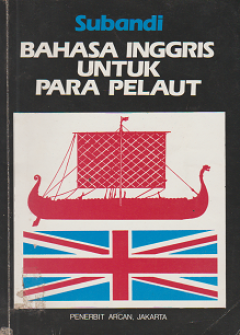 Subandi
BAHASA INGGRIS
UNTUK
PARA PELAUT
PENERBIT ARCAN, JAKARTA